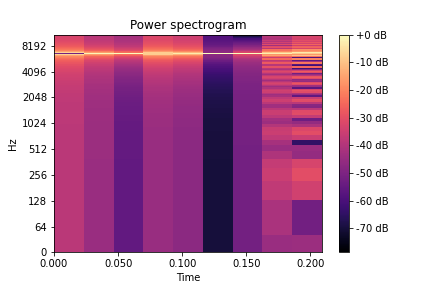 Power spectrogram
8192
4096
2048
1024
512
256
128
64
0
Hz
0.000 0.050 0.100 0.150 0.200
Time
+0 dB
-10 dB
-20 dB
-30 dB
-40 dB
-50 dB
-60 dB
-70 dB